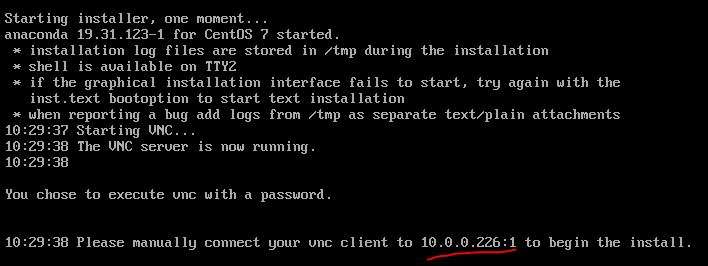 Starting installer, one moment...
anaconda 19.31.123-1 for CentOS 7 started.
* installation log files are stored in /tmp during the installation
* shell is available on TTY2
* if the graphical installation interface fails to start, try again with the
inst.text bootoption to start text installation
* when reporting a bug add logs from /tmp as separate text/plain attachments
10:29:37 Starting VNC...
10:29:38 The VNC server is now running.
10:29:38
You chose to execute vnc with a password.
10:29:38 Please manually connect your vnc client to 10.0.0.226:1 to begin the install.